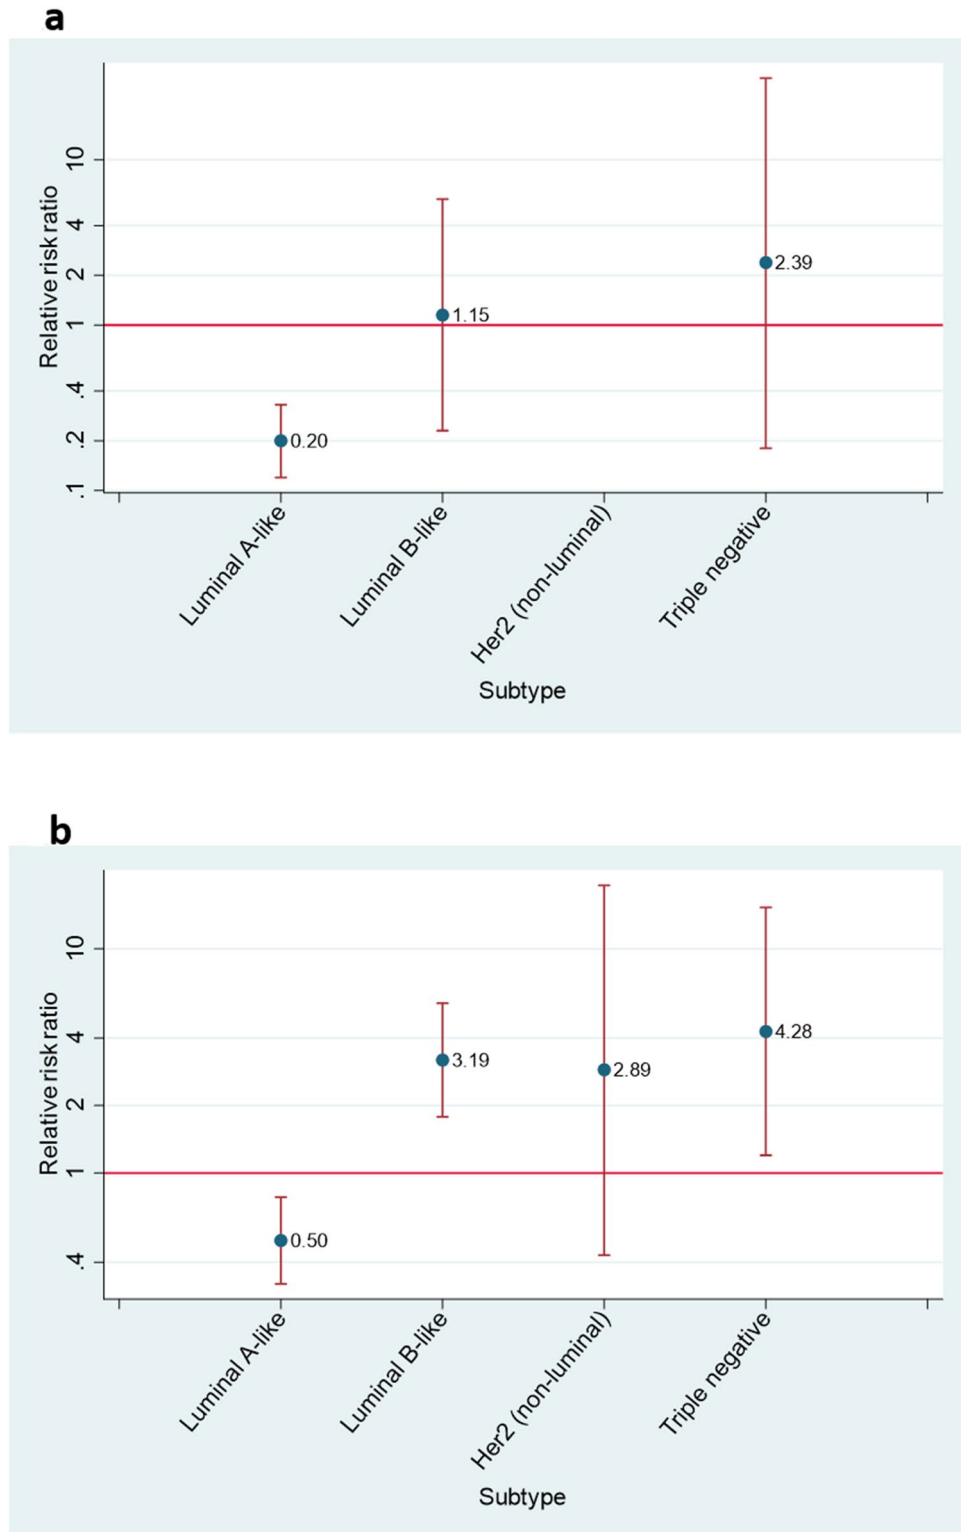 a
Relative risk ratio
10
4
2
1
.4
.2
.1
0.20
1.15
2.39
Luminal A-like
Luminal B-like
Her2 (non-luminal)
Triple negative
Subtype
b
Relative risk ratio
10
4
2
1
.4
0.50
3.19
2.89
4.28
Luminal A-like
Luminal B-like
Her2 (non-luminal)
Triple negative
Subtype